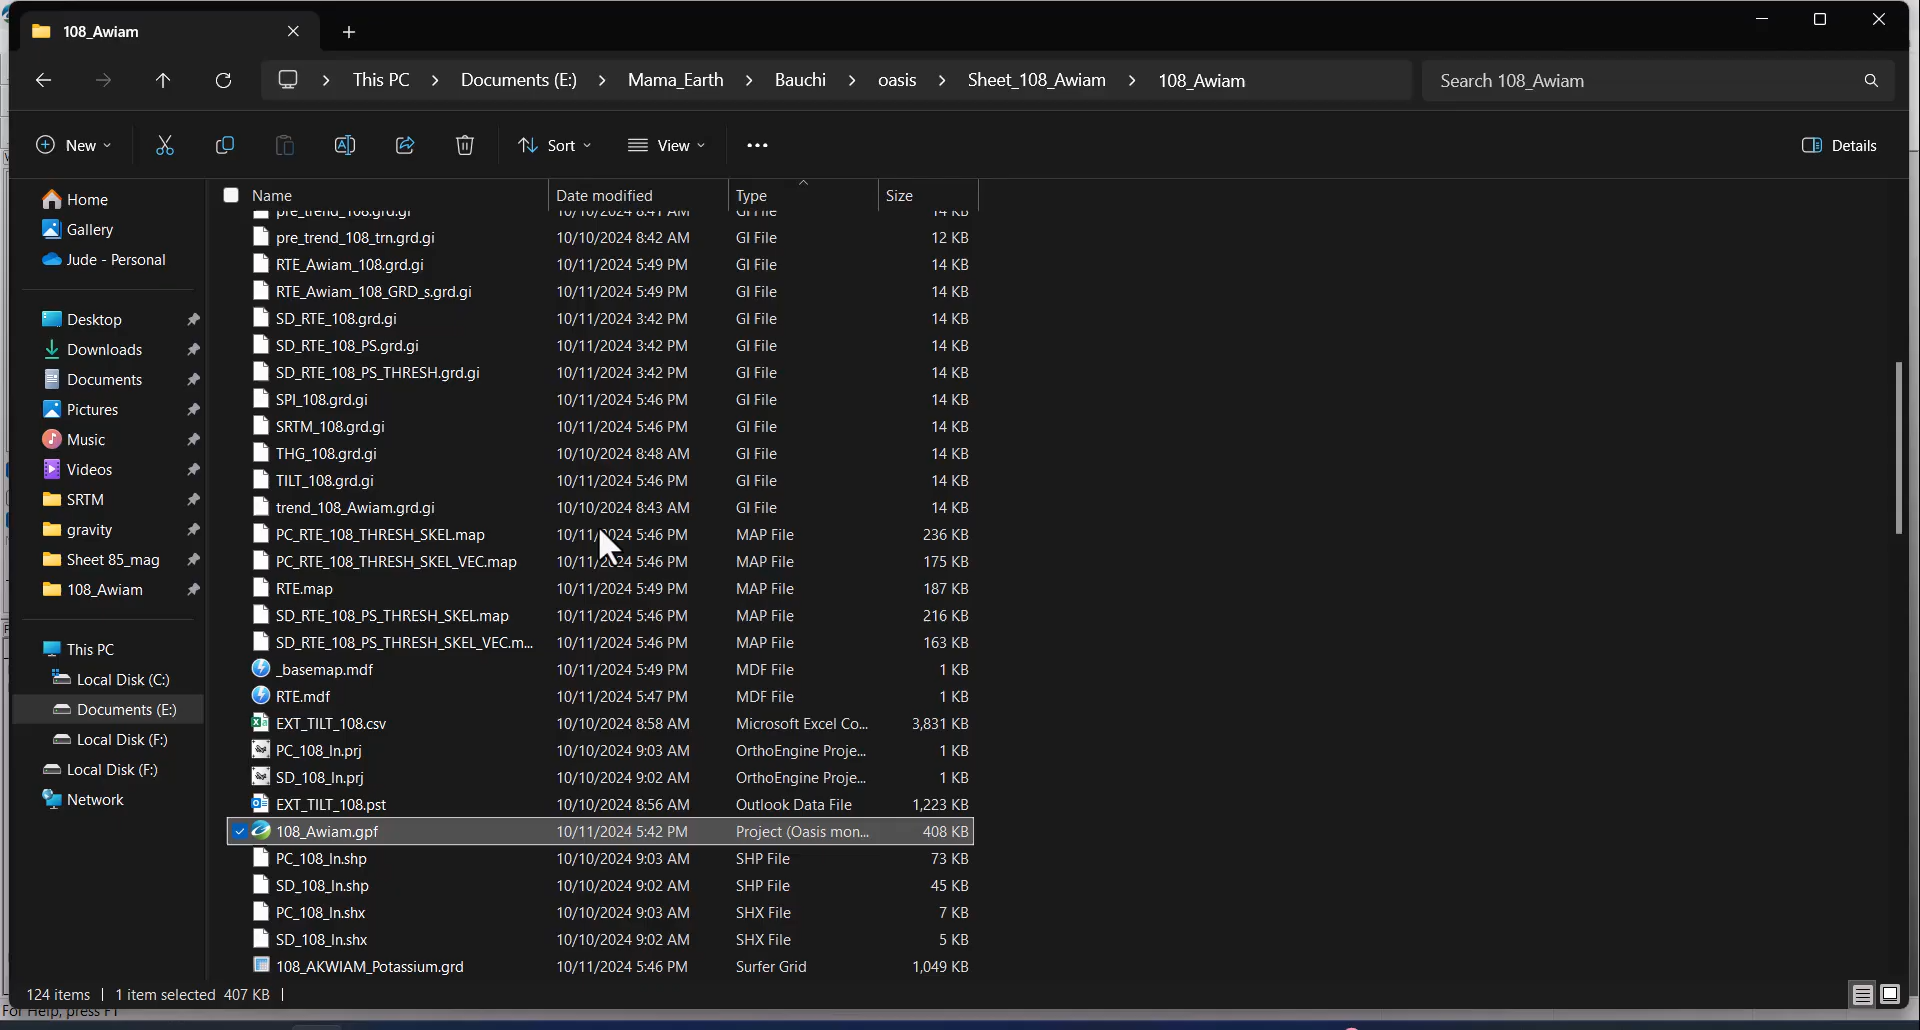 108_Awiam
This PC > Documents (E:) > Mama_Earth > Bauchi > oasis > Sheet_108_Awiam > 108_Awiam
Search 108_Awiam
New
Sort
View
Details
Home
Gallery
Jude - Personal
Desktop
Downloads
Documents
Pictures
Music
Videos
SRTM
gravity
Sheet 85_mag
108_Awiam
This PC
Local Disk (C:)
Documents (E:)
Local Disk (F:)
Local Disk (F:)
Network
Name Date modified Type Size
pre_trend_108.grd.gi 10/10/2024 8:41 AM GI File 14 KB
pre_trend_108_trn.grd.gi 10/10/2024 8:42 AM GI File 12 KB
RTE_Awiam_108.grd.gi 10/11/2024 5:49 PM GI File 14 KB
RTE_Awiam_108_GRD_s.grd.gi 10/11/2024 5:49 PM GI File 14 KB
SD_RTE_108.grd.gi 10/11/2024 3:42 PM GI File 14 KB
SD_RTE_108_PS.grd.gi 10/11/2024 3:42 PM GI File 14 KB
SD_RTE_108_PS_THRESH.grd.gi 10/11/2024 3:42 PM GI File 14 KB
SPI_108.grd.gi 10/11/2024 5:46 PM GI File 14 KB
SRTM_108.grd.gi 10/11/2024 5:46 PM GI File 14 KB
THG_108.grd.gi 10/10/2024 8:48 AM GI File 14 KB
TILT_108.grd.gi 10/11/2024 5:46 PM GI File 14 KB
trend_108_Awiam.grd.gi 10/10/2024 8:43 AM GI File 14 KB
PC_RTE_108_THRESH_SKEL.map 10/11/2024 5:46 PM MAP File 236 KB
PC_RTE_108_THRESH_SKEL_VEC.map 10/11/2024 5:46 PM MAP File 175 KB
RTE.map 10/11/2024 5:49 PM MAP File 187 KB
SD_RTE_108_PS_THRESH_SKEL.map 10/11/2024 5:46 PM MAP File 216 KB
SD_RTE_108_PS_THRESH_SKEL_VEC.m... 10/11/2024 5:46 PM MAP File 163 KB
_basemap.mdf 10/11/2024 5:49 PM MDF File 1 KB
RTE.mdf 10/11/2024 5:47 PM MDF File 1 KB
EXT_TILT_108.csv 10/10/2024 8:58 AM Microsoft Excel Co... 3,831 KB
PC_108_ln.prj 10/10/2024 9:03 AM OrthoEngine Proje... 1 KB
SD_108_ln.prj 10/10/2024 9:02 AM OrthoEngine Proje... 1 KB
EXT_TILT_108.pst 10/10/2024 8:56 AM Outlook Data File 1,223 KB
108_Awiam.gpf 10/11/2024 5:42 PM Project (Oasis mon... 408 KB
PC_108_ln.shp 10/10/2024 9:03 AM SHP File 73 KB
SD_108_ln.shp 10/10/2024 9:02 AM SHP File 45 KB
PC_108_ln.shx 10/10/2024 9:03 AM SHX File 7 KB
SD_108_ln.shx 10/10/2024 9:02 AM SHX File 5 KB
108_AKWIAM_Potassium.grd 10/11/2024 5:46 PM Surfer Grid 1,049 KB
124 items | 1 item selected 407 KB |
For Help, press F1